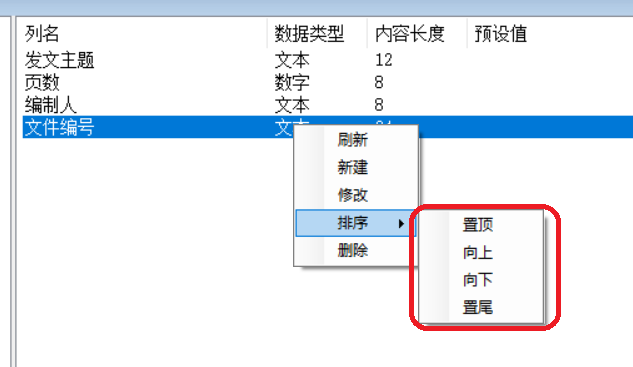 列名 数据类型 内容长度 预设值
发文主题 文本 12
页数 数字 8
编制人 文本 8
文件编号
刷新
新建
修改
排序
删除
置顶
向上
向下
置尾